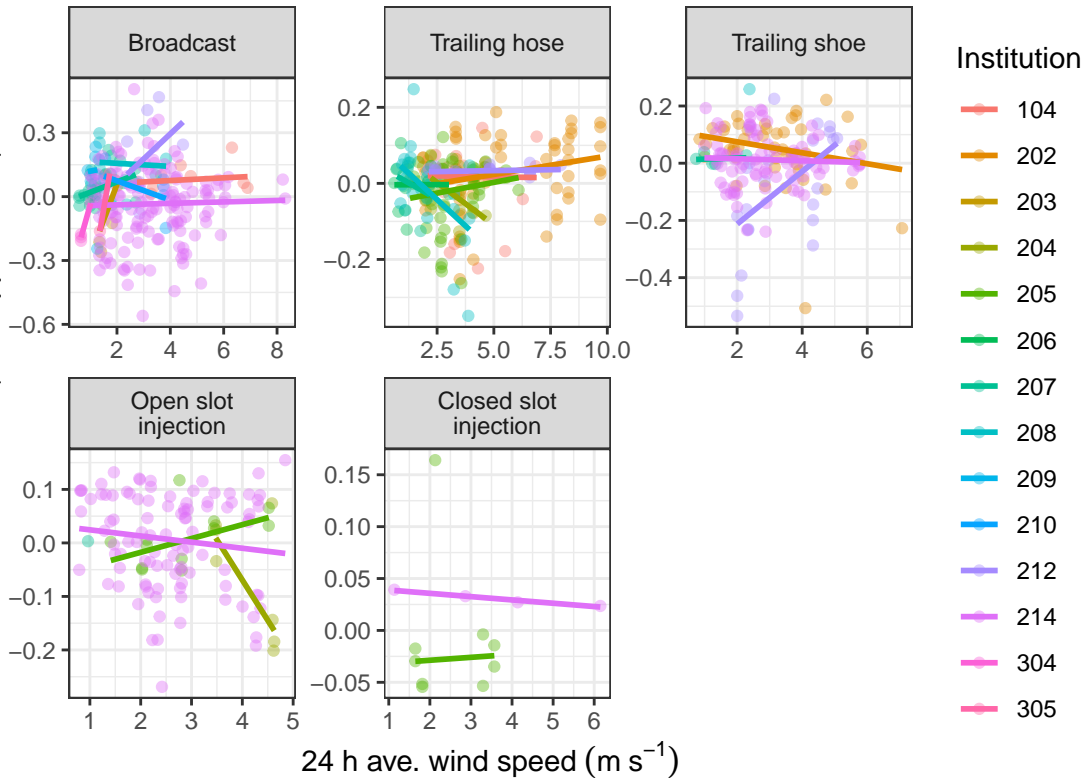 Broadcast
Trailing hose
Trailing shoe
Institution
0.3
0.0
−0.3
−0.6
2 4 6 8
0.2
0.0
−0.2
2.5 5.0 7.5 10.0
0.2
0.0
−0.2
−0.4
2 4 6
Open slot
injection
Closed slot
injection
0.1
0.0
−0.1
−0.2
1 2 3 4 5
0.15
0.10
0.05
0.00
−0.05
1 2 3 4 5 6
24 h ave. wind speed (m s⁻¹)
104
202
203
204
205
206
207
208
209
210
212
214
304
305